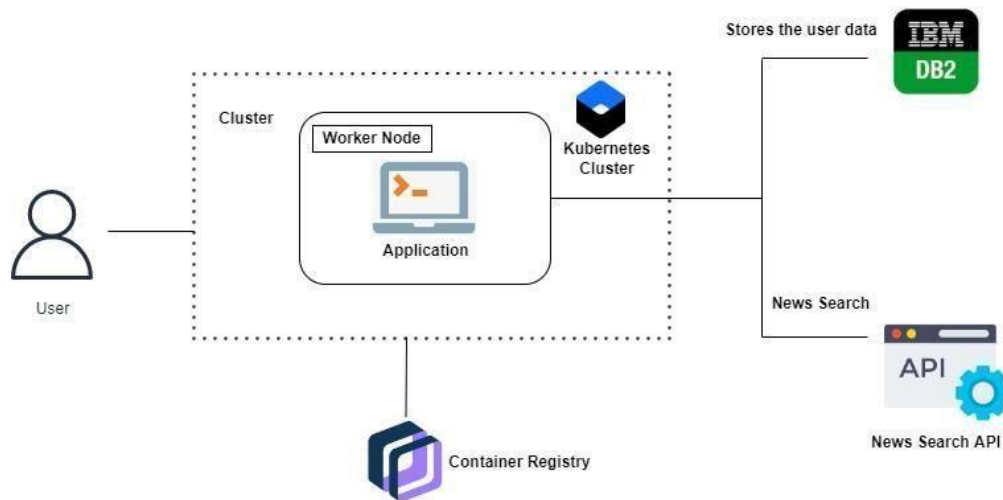 Stores the user data
IBM
DB2
Cluster
Worker Node
Kubernetes
Cluster
Application
User
News Search
API
Container Registry
News Search API